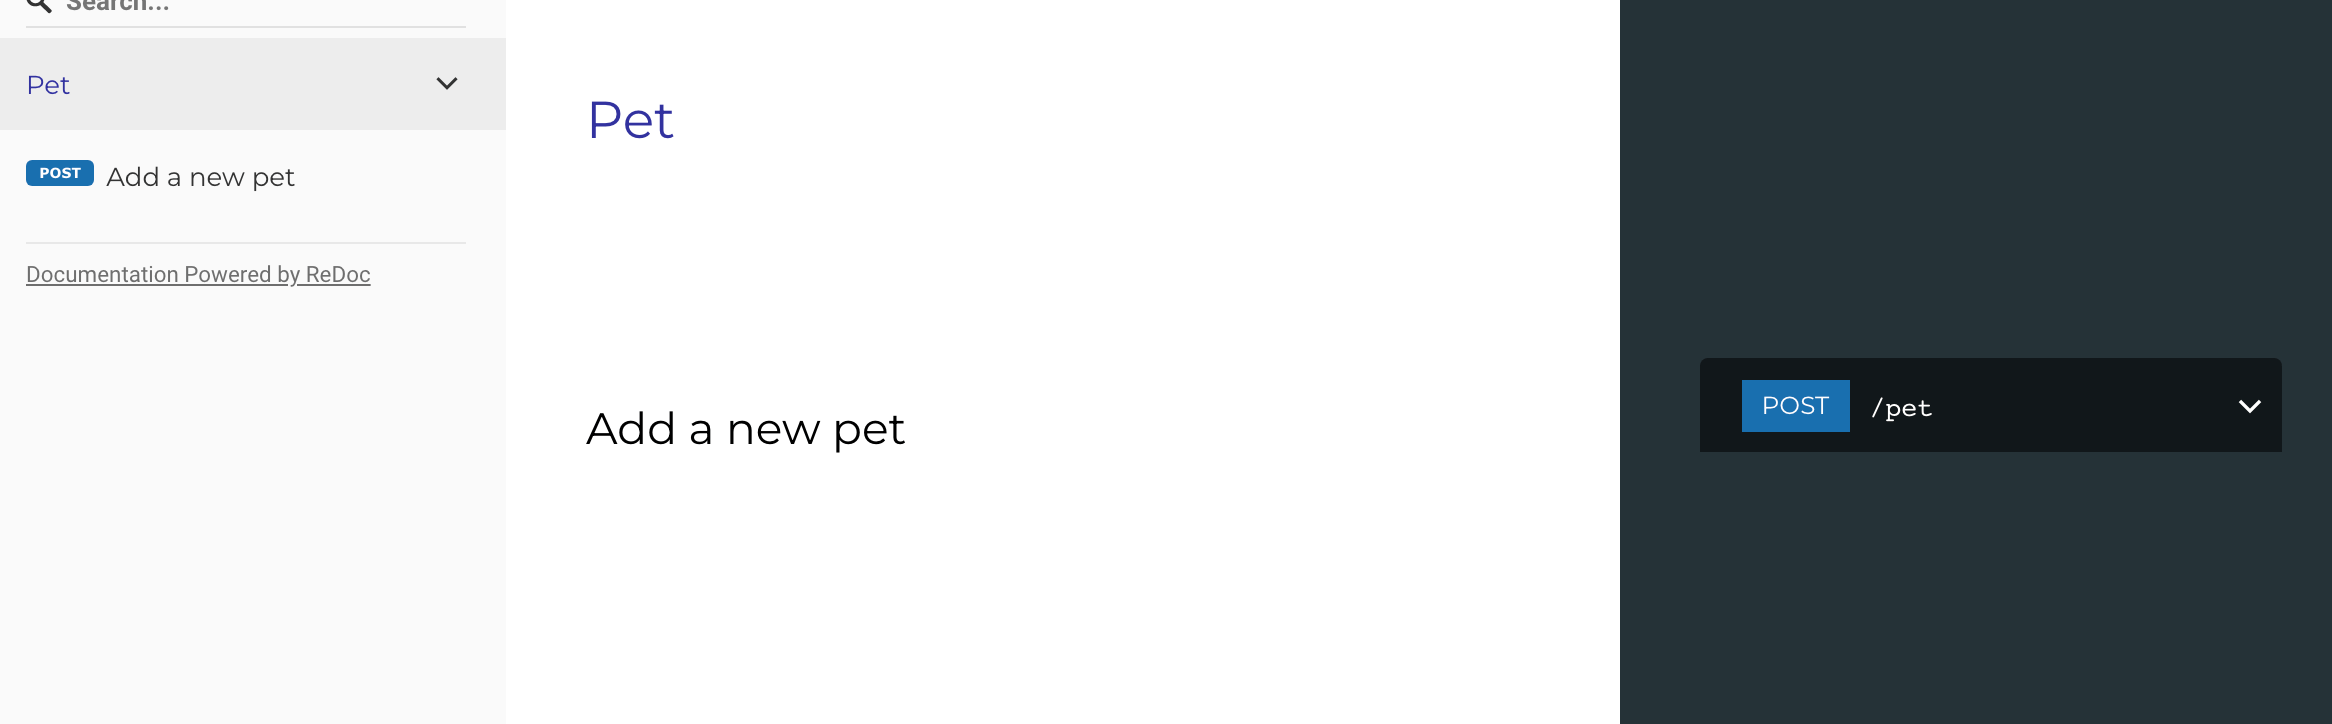 Search...
Pet
POST Add a new pet
Documentation Powered by ReDoc
Pet
Add a new pet
POST /pet